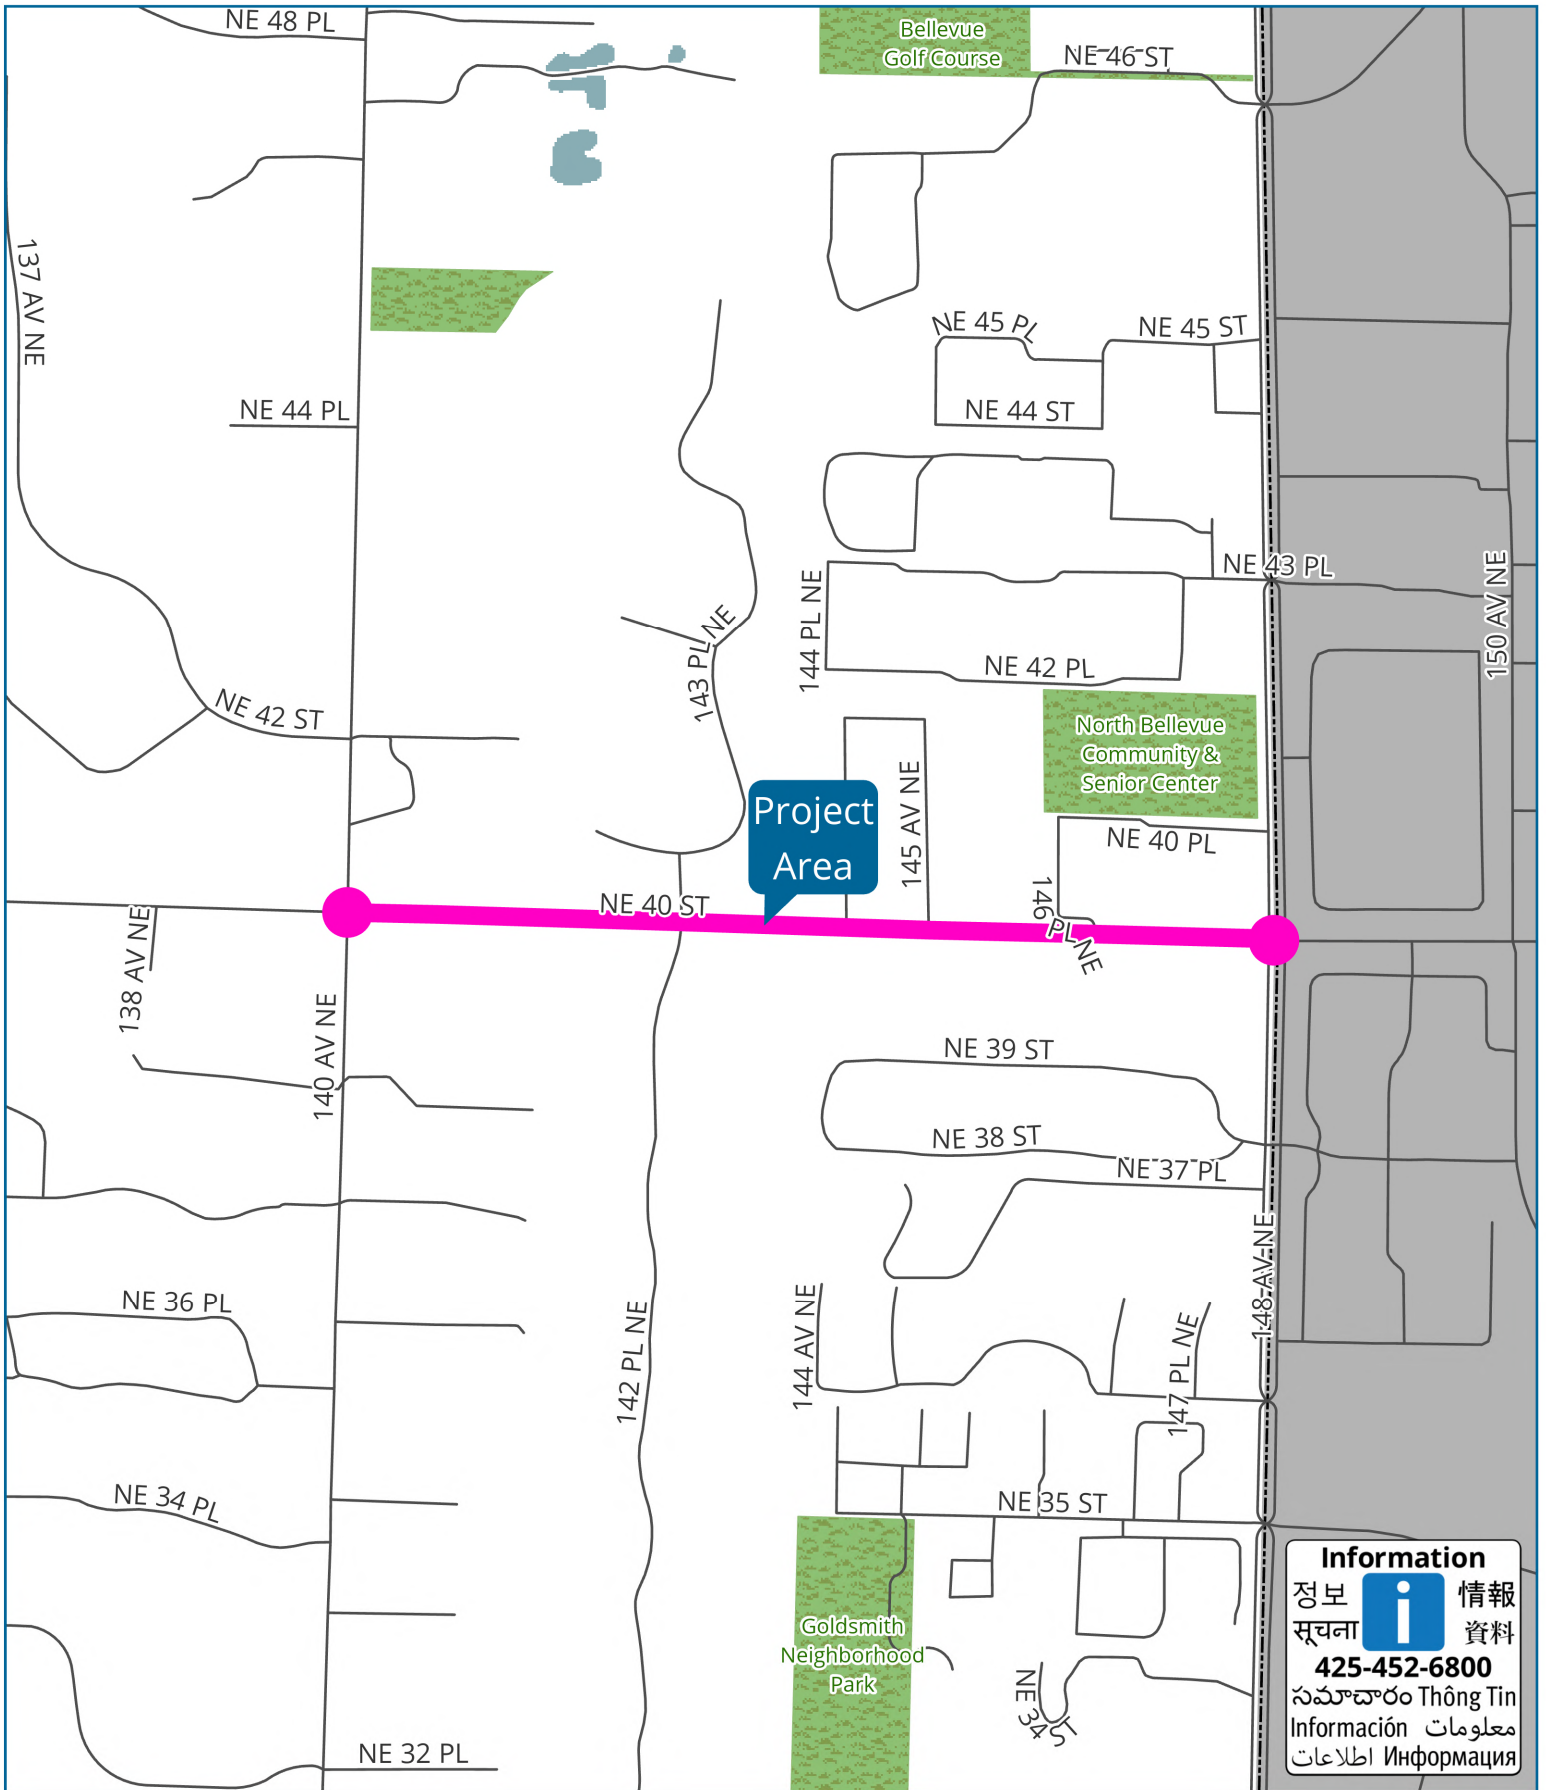 NE 48 PL
Bellevue
Golf Course
NE 46 ST
137 AV NE
NE 45 PL
NE 45 ST
NE 44 PL
NE 44 ST
NE 43 PL
150 AV NE
144 PL NE
143 PL NE
NE 42 PL
NE 42 ST
North Bellevue
Community &
Senior Center
Project
Area
145 AV NE
NE 40 PL
146 PL NE
NE 40 ST
138 AV NE
140 AV NE
NE 39 ST
NE 38 ST
NE 37 PL
148 AV NE
NE 36 PL
142 PL NE
144 AV NE
147 PL NE
NE 34 PL
NE 35 ST
Goldsmith
Neighborhood
Park
NE 34 ST
NE 32 PL
Information
정보 i 情報
सूचना 資料
425-452-6800
సమాచారం Thông Tin
Información معلومات
اطلاعات Информация